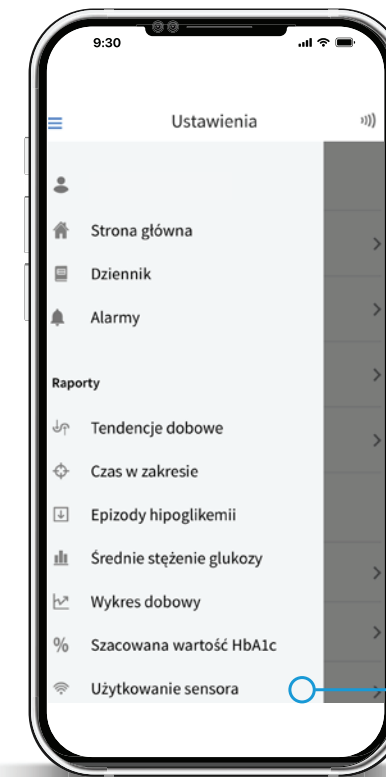 9:30
Ustawienia
Strona główna
Dziennik
Alarmy
Raporty
Tendencje dobowe
Czas w zakresie
Epizody hipoglikemii
Średnie stężenie glukozy
Wykres dobowy
% Szacowana wartość HbA1c
Użytkowanie sensora